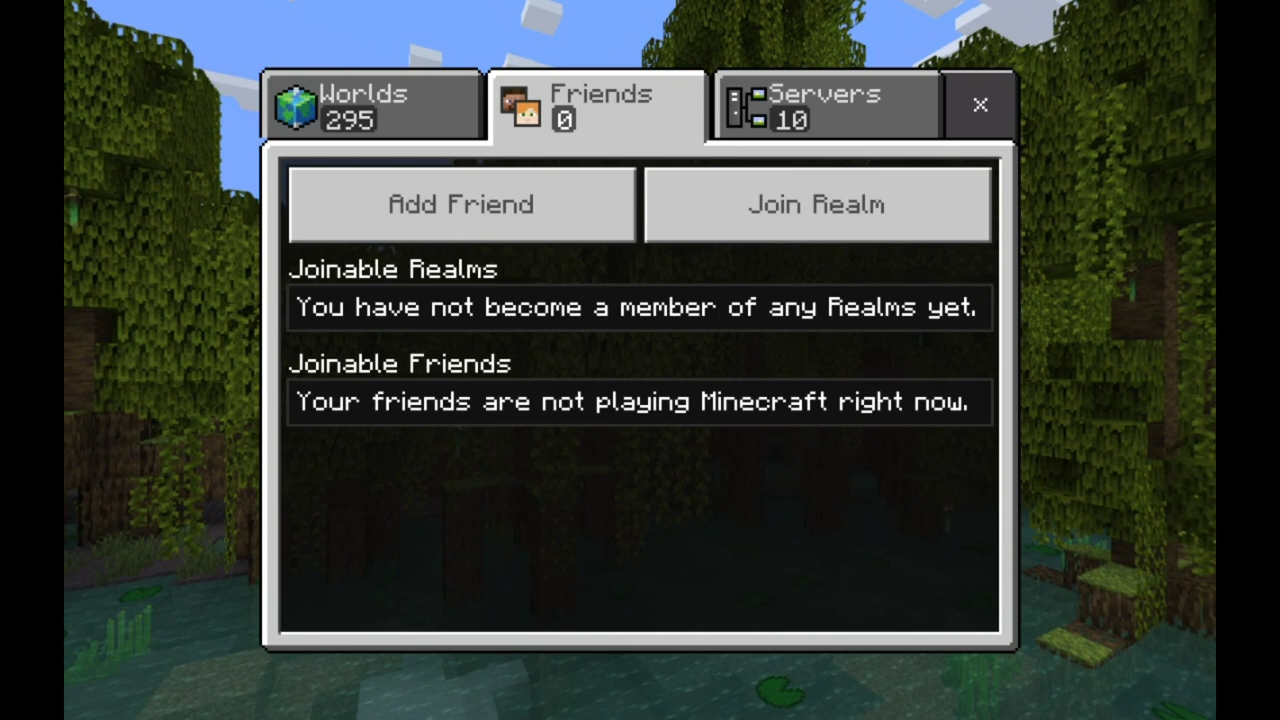 Worlds
295
Friends
0
Servers
10
Add Friend
Join Realm
Joinable Realms
You have not become a member of any Realms yet.
Joinable Friends
Your friends are not playing Minecraft right now.